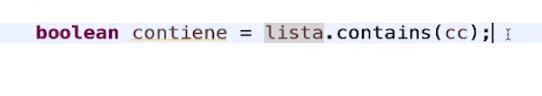 boolean contiene = lista.contains(cc);